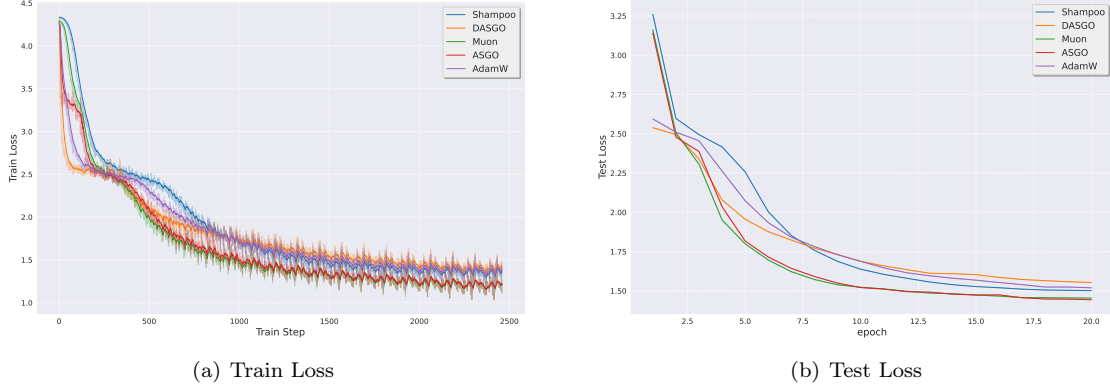 4.5
4.0
3.5
3.0
2.5
2.0
1.5
1.0
Train Loss
0
500
1000
1500
2000
2500
Train Step
Shampoo
DASGO
Muon
ASGO
AdamW
(a) Train Loss
3.25
3.00
2.75
2.50
2.25
2.00
1.75
1.50
Test Loss
2.5
5.0
7.5
10.0
12.5
15.0
17.5
20.0
epoch
Shampoo
DASGO
Muon
ASGO
AdamW
(b) Test Loss